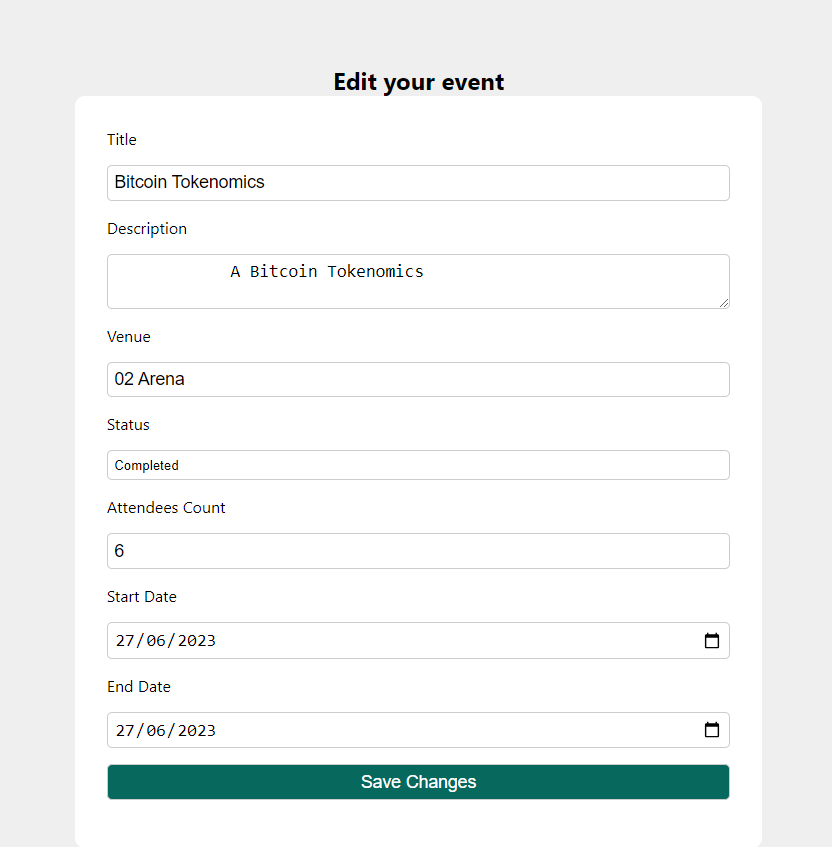 Edit your event
Title
Bitcoin Tokenomics
Description
A Bitcoin Tokenomics
Venue
02 Arena
Status
Completed
Attendees Count
6
Start Date
27/06/2023
End Date
27/06/2023
Save Changes